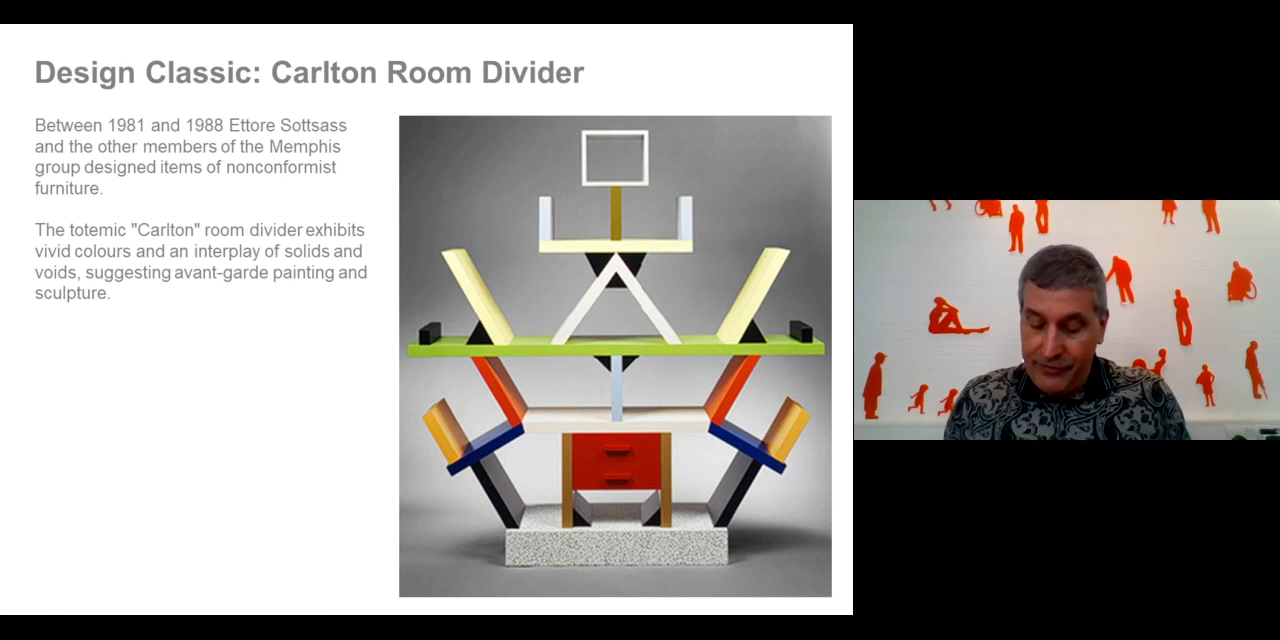 Design Classic: Carlton Room Divider
Between 1981 and 1988 Ettore Sottsass
and the other members of the Memphis
group designed items of nonconformist
furniture.
The totemic "Carlton" room divider exhibits
vivid colours and an interplay of solids and
voids, suggesting avant-garde painting and
sculpture.